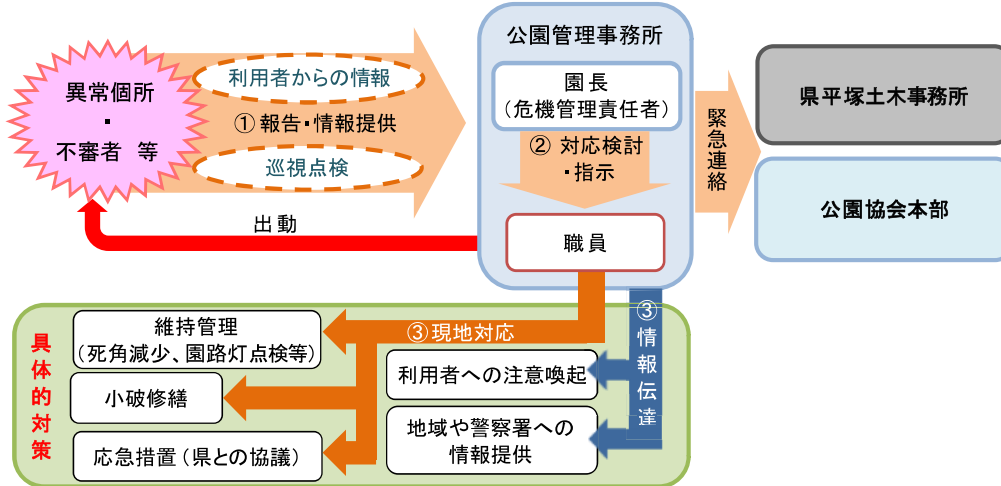 異常個所
・
不審者 等
利用者からの情報
① 報告・情報提供
巡視点検
出動
公園管理事務所
園長
(危機管理責任者)
② 対応検討
・指示
職員
緊急連絡
県平塚土木事務所
公園協会本部
具体的対策
③現地対応
維持管理
(死角減少、園路灯点検等)
小破修繕
応急措置(県との協議)
③情報伝達
利用者への注意喚起
地域や警察署への
情報提供